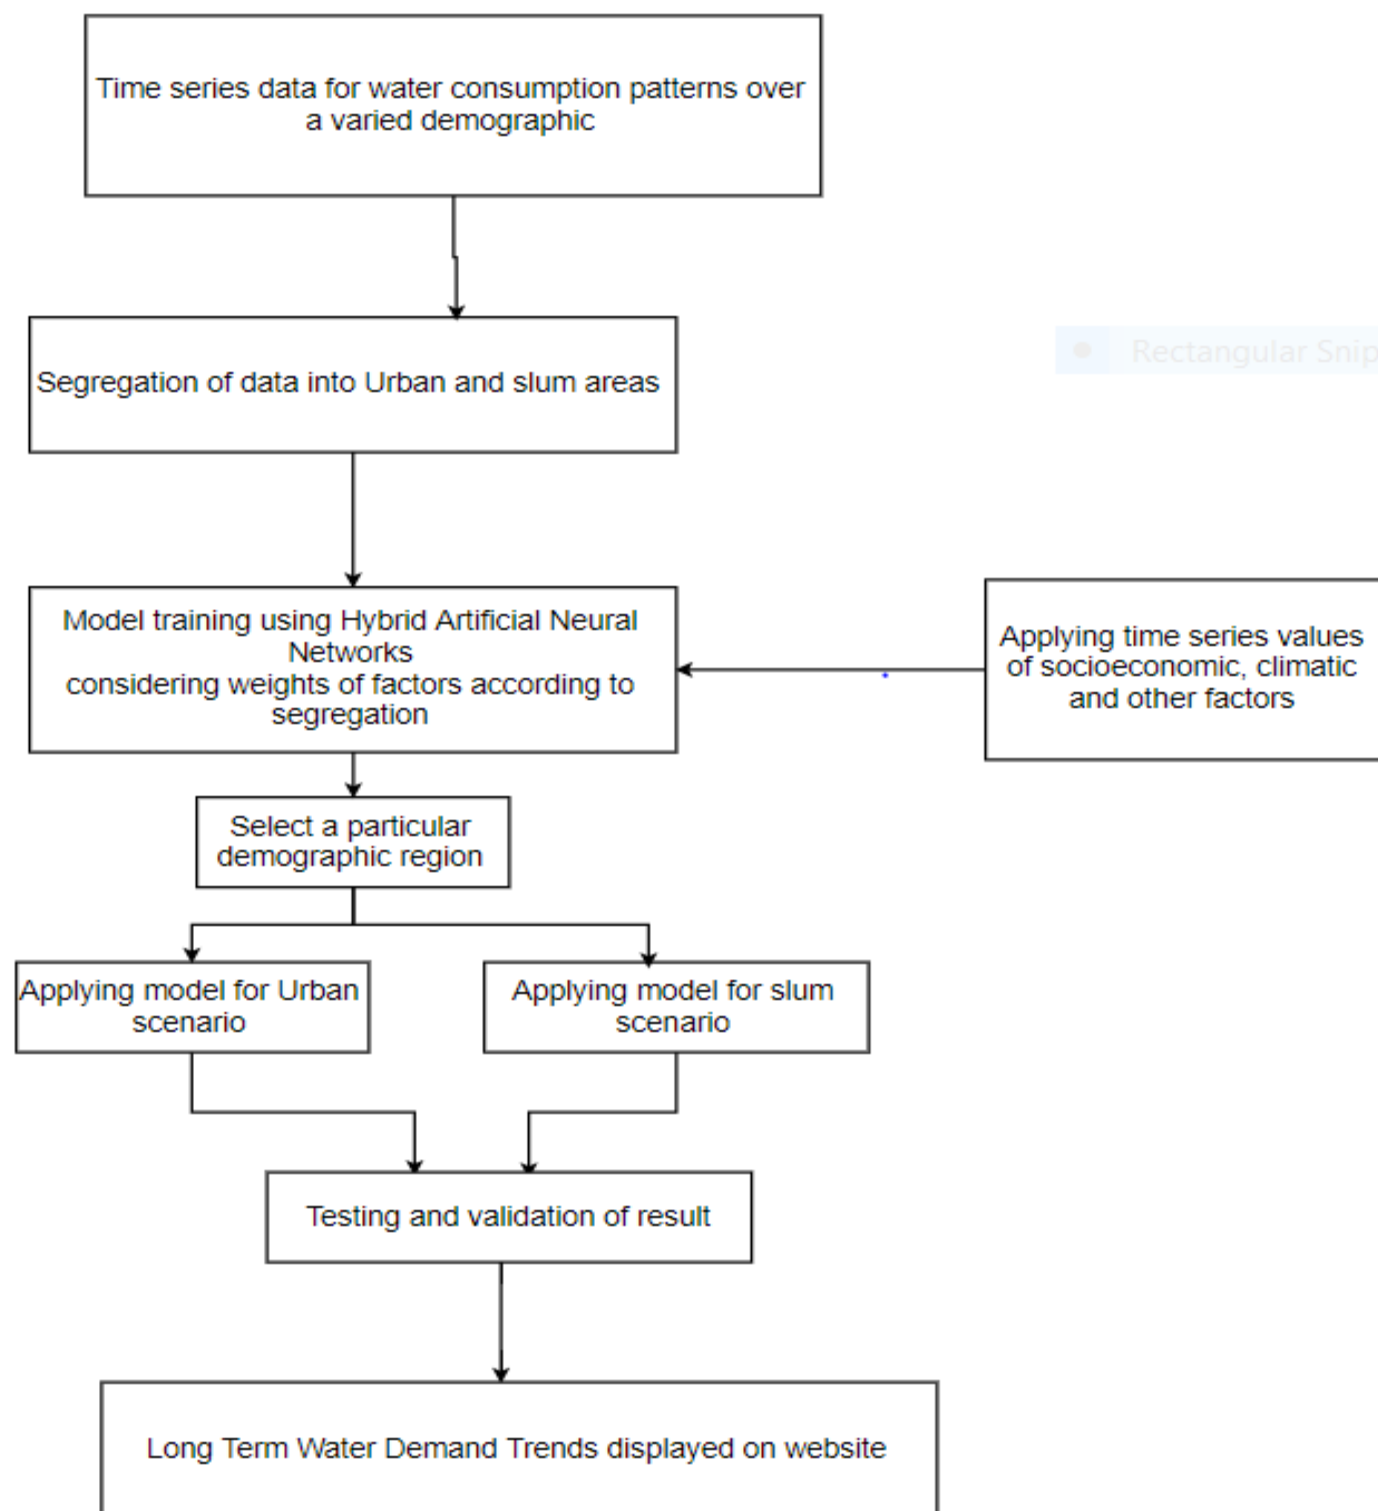 Time series data for water consumption patterns over
a varied demographic
Segregation of data into Urban and slum areas
Rectangular Snip
Model training using Hybrid Artificial Neural
Networks
considering weights of factors according to
segregation
Applying time series values
of socioeconomic, climatic
and other factors
Select a particular
demographic region
Applying model for Urban
scenario
Applying model for slum
scenario
Testing and validation of result
Long Term Water Demand Trends displayed on website